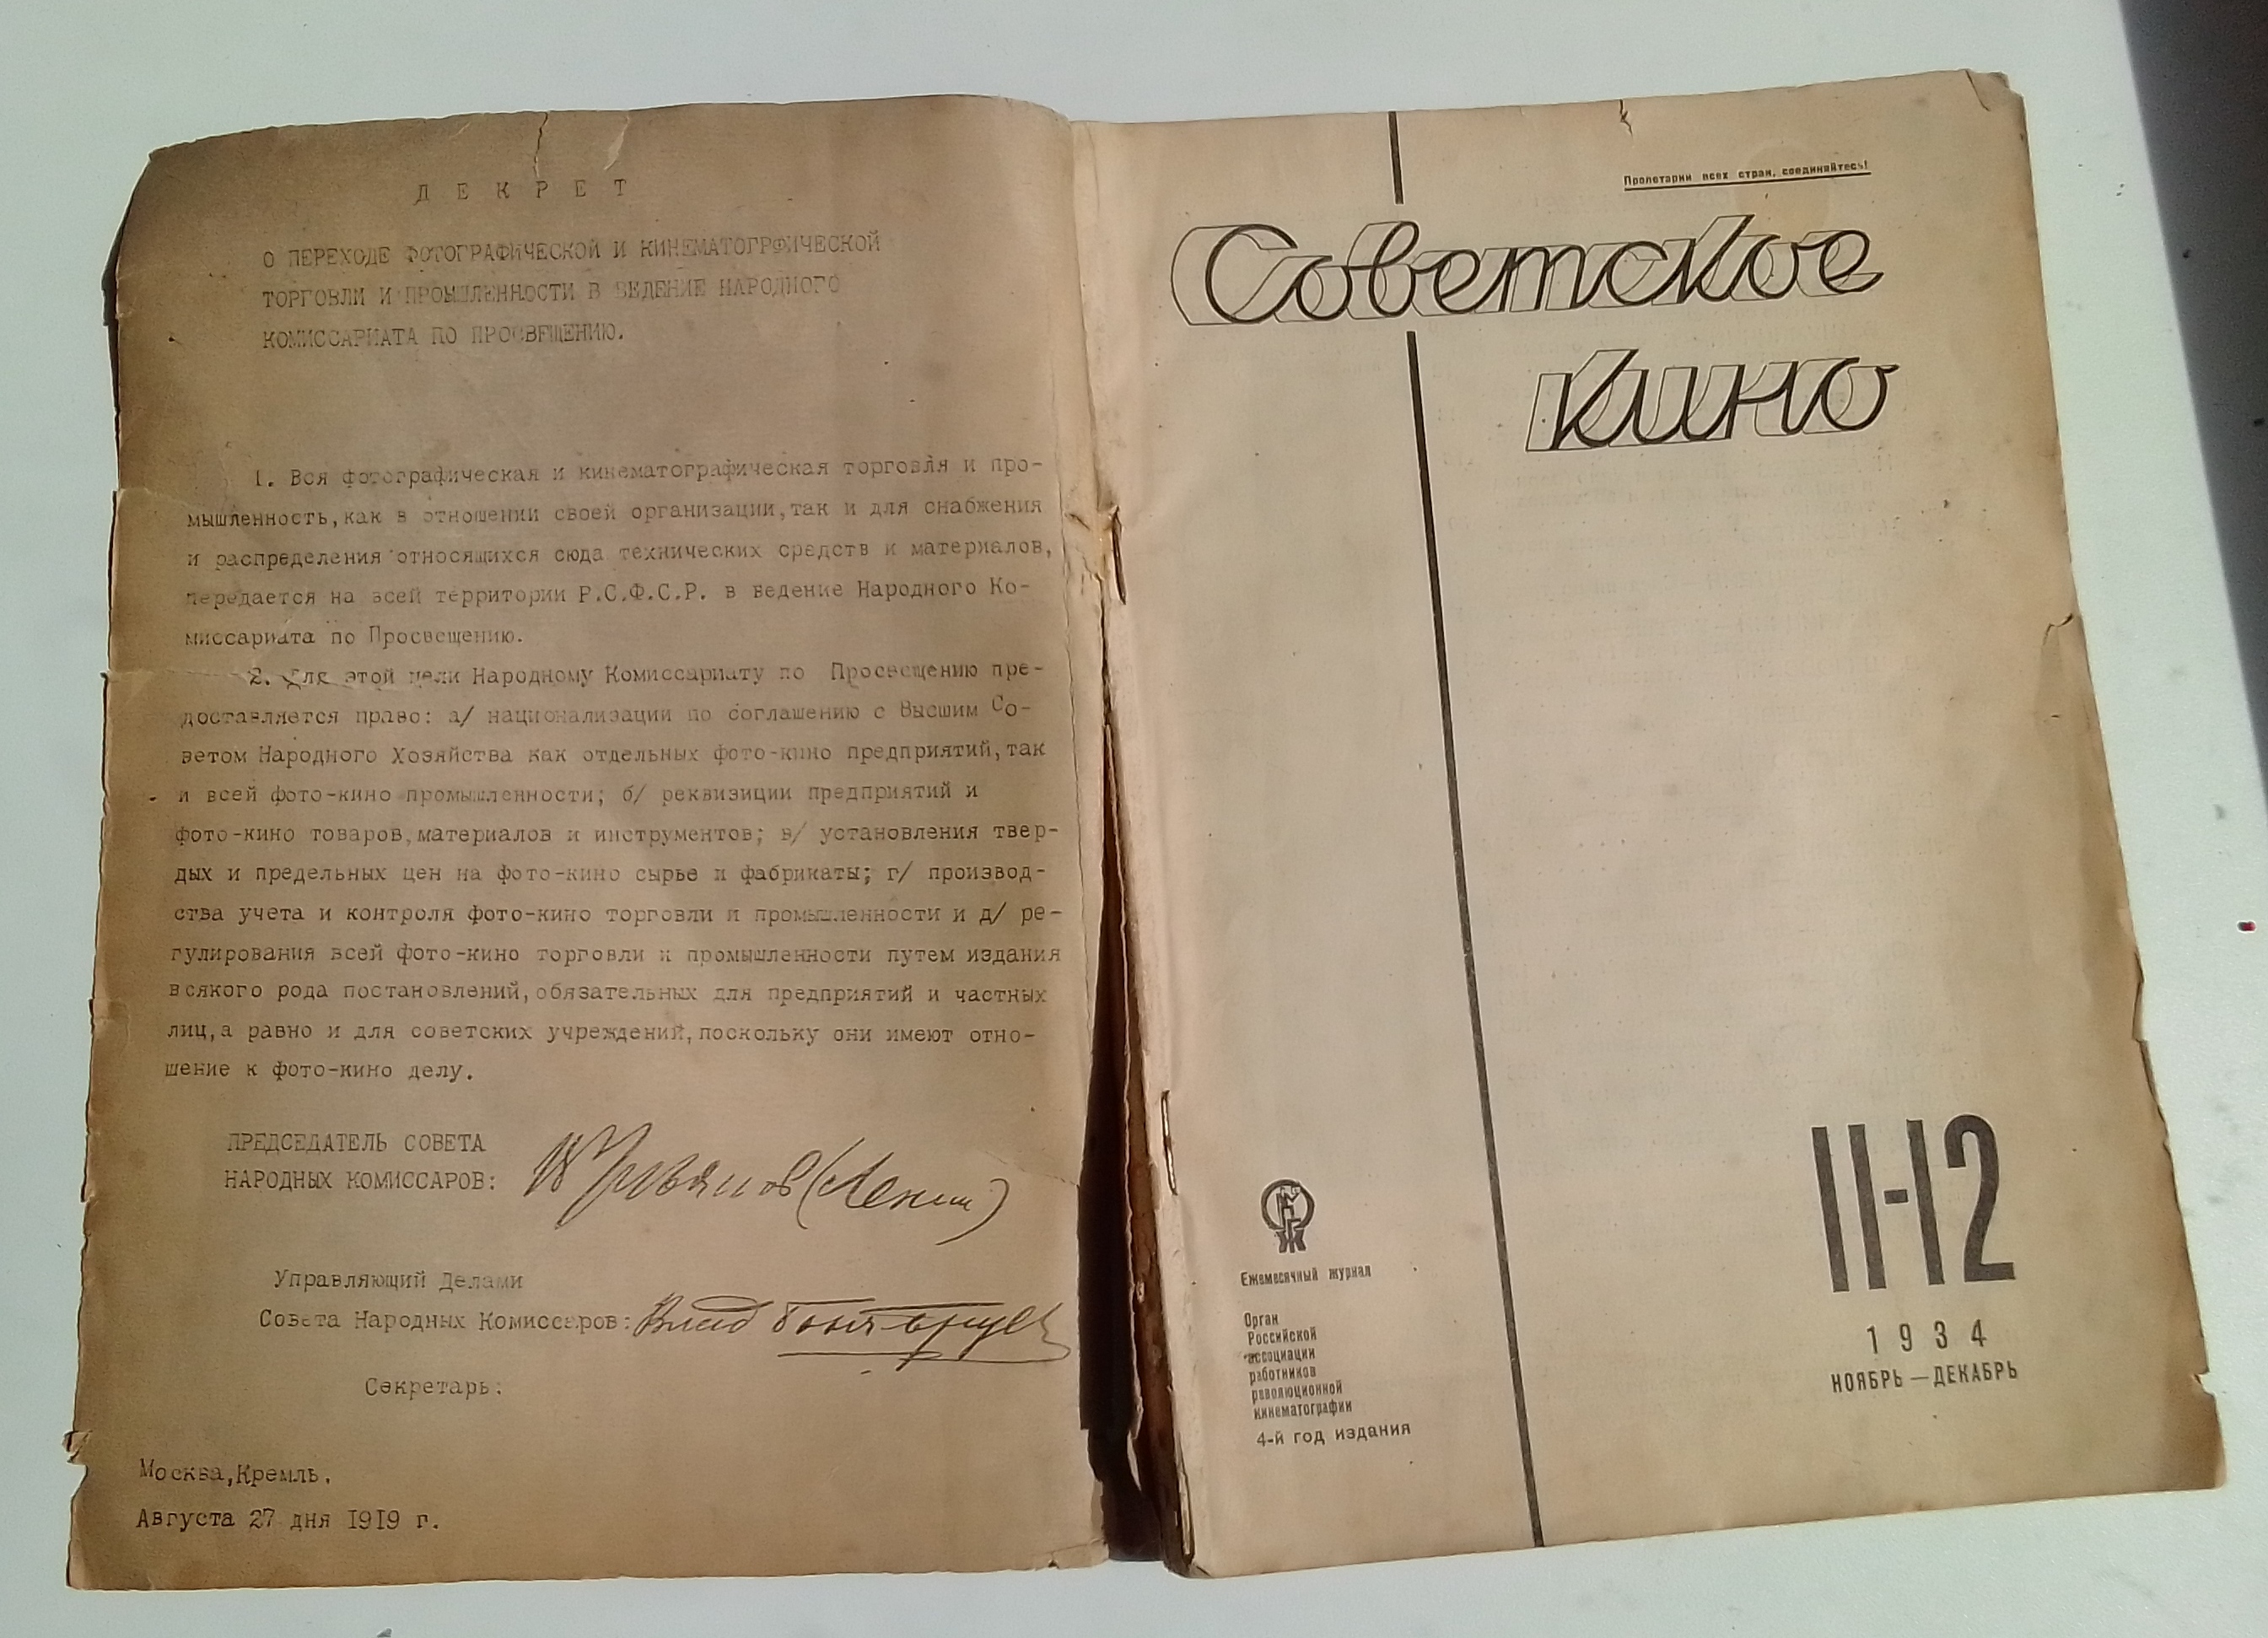 ДЕКРЕТ
О ПЕРЕХОДЕ ФОТОГРАФИЧЕСКОЙ И КИНЕМАТОГРФИЧЕСКОЙ
ТОРГОВЛИ И ПРОМЫШЛЕННОСТИ В ВЕДЕНИЕ НАРОДНОГО
КОМИССАРИАТА ПО ПРОСВЕЩЕНИЮ.
1. Вся фотографическая и кинематографическая торговля и про-
мышленность, как в отношении своей организации, так и для снабжения
и распределения относящихся сюда технических средств и материалов,
передается на всей территории Р.С.Ф.С.Р. в ведение Народного Ко-
миссариата по Просвещению.
2. Для этой цели Народному Комиссариату по Просвещению пре-
доставляется право: а/ национализации по соглашению с Высшим Со-
ветом Народного Хозяйства как отдельных фото-кино предприятий, так
и всей фото-кино промышленности; б/ реквизиции предприятий и
фото-кино товаров, материалов и инструментов; в/ установления твер-
дых и предельных цен на фото-кино сырье и фабрикаты; г/ производ-
ства учета и контроля фото-кино торговли и промышленности и д/ ре-
гулирования всей фото-кино торговли и промышленности путем издания
всякого рода постановлений, обязательных для предприятий и частных
лиц, а равно и для советских учреждений, поскольку они имеют отно-
шение к фото-кино делу.
ПРЕДСЕДАТЕЛЬ СОВЕТА
НАРОДНЫХ КОМИССАРОВ: В Ульянов (Ленин)
Управляющий Делами
Совета Народных Комиссаров: Влад Бонч-Бруевич
Секретарь:
Москва, Кремль.
Августа 27 дня 1919 г.
Пролетарии всех стран, соединяйтесь!
Советское
кино
11-12
1934
НОЯБРЬ — ДЕКАБРЬ
Ежемесячный журнал
Орган
Российской
ассоциации
работников
революционной
кинематографии
4-й год издания